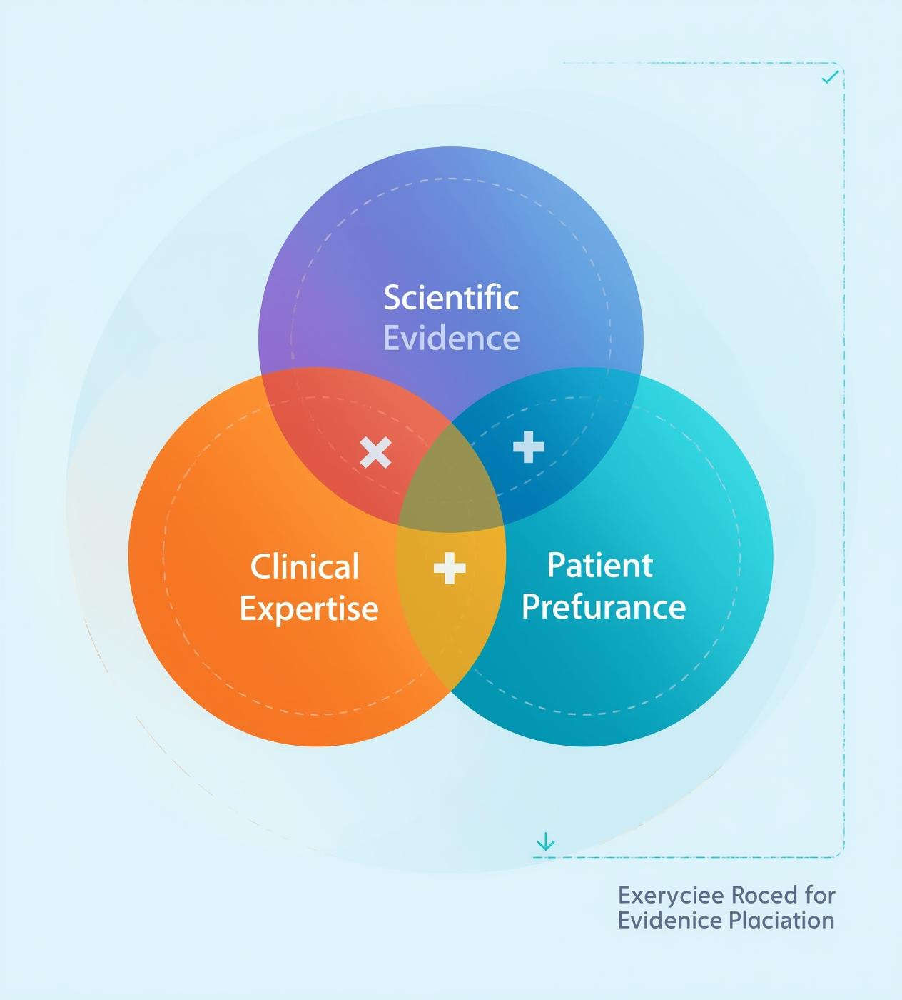 Scientific
Evidence
Clinical
Expertise
Patient
Prefurance
Exeryciee Roced for
Evidenice Placiation